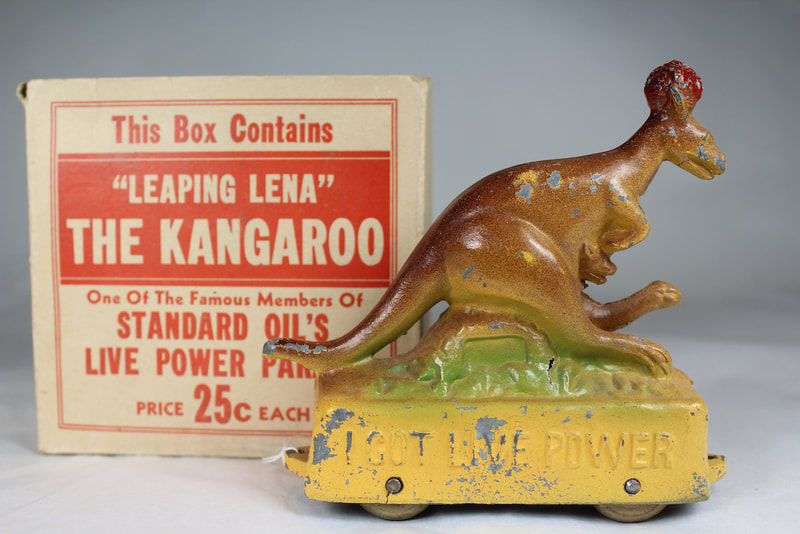 This Box Contains
"LEAPING LENA"
THE KANGAROO
One Of The Famous Members Of
STANDARD OIL'S
LIVE POWER PAR
PRICE 25c EACH
I GOT LIVE POWER